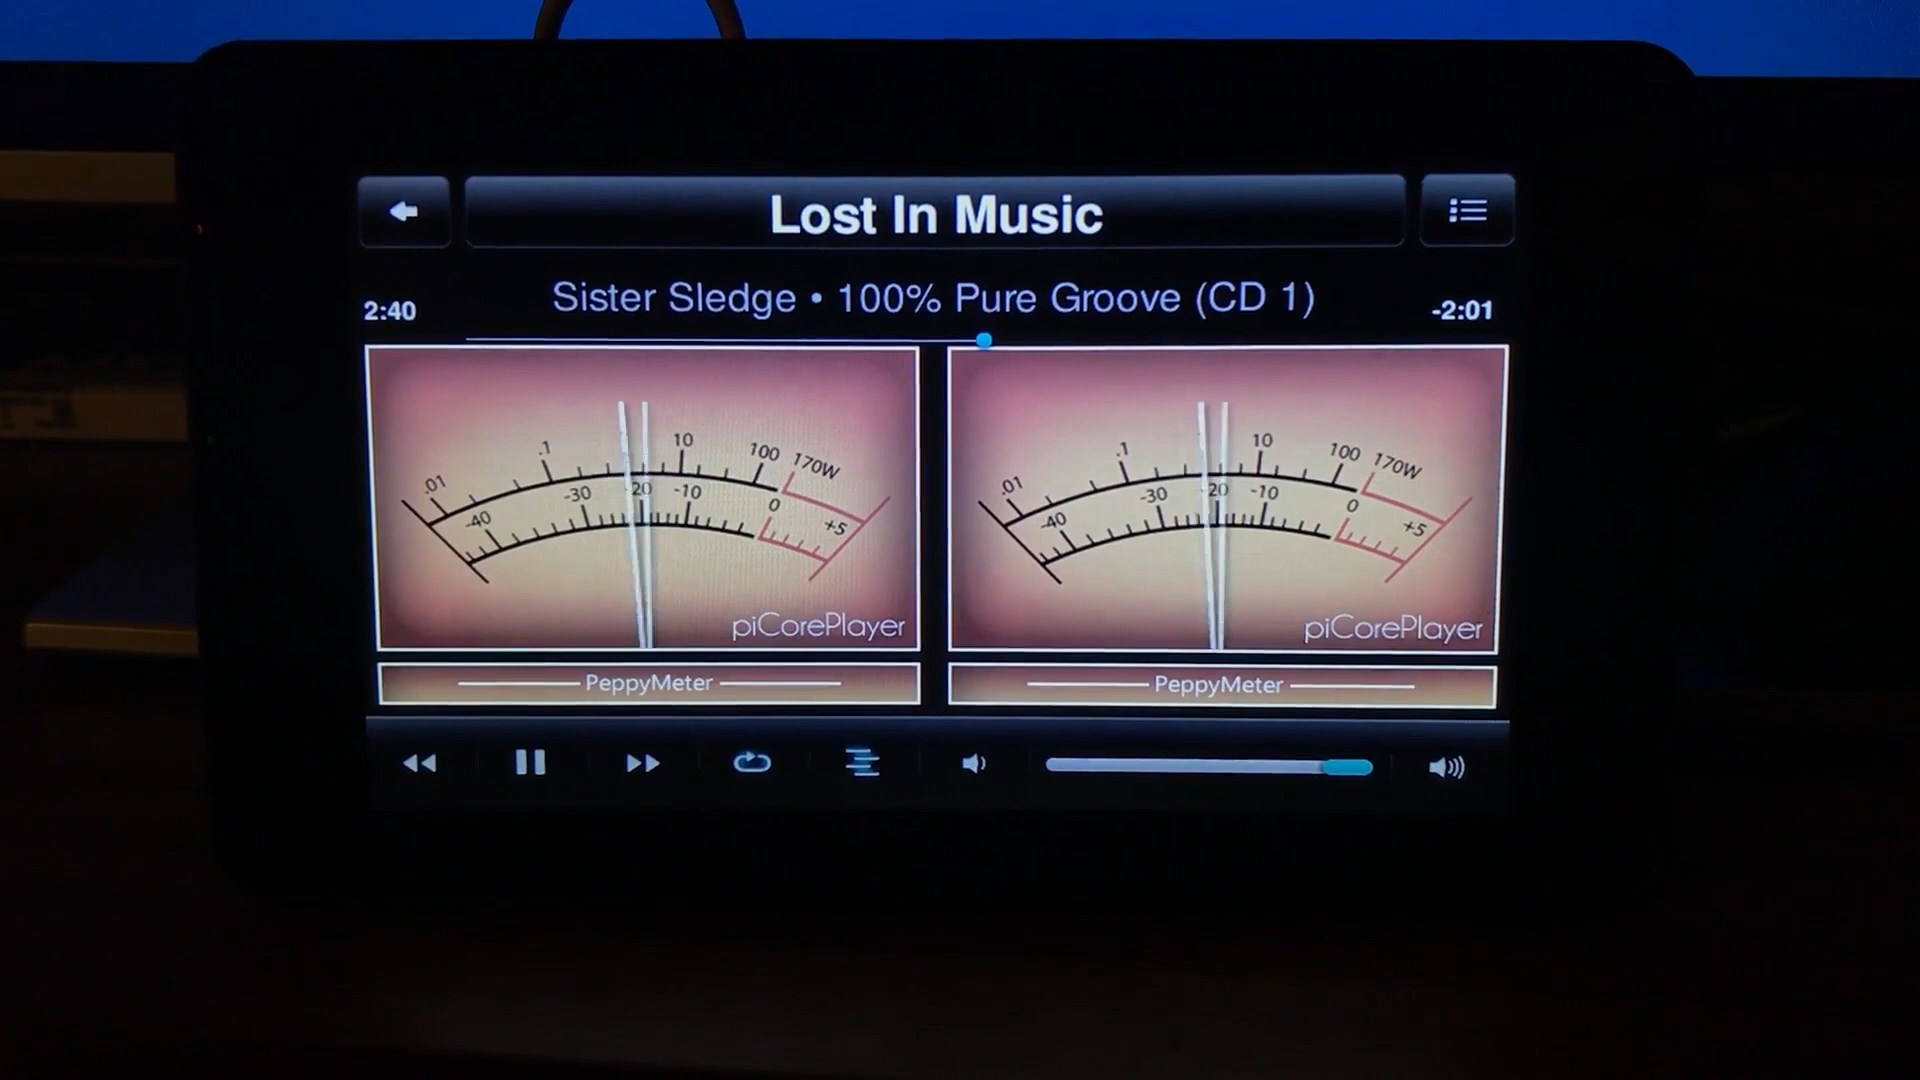 Lost In Music
Sister Sledge • 100% Pure Groove (CD 1)
2:40
-2:01
.01 .1 10 100 170W
-40 -30 -20 -10 0 +5
piCorePlayer
PeppyMeter
.01 .1 10 100 170W
-40 -30 -20 -10 0 +5
piCorePlayer
PeppyMeter